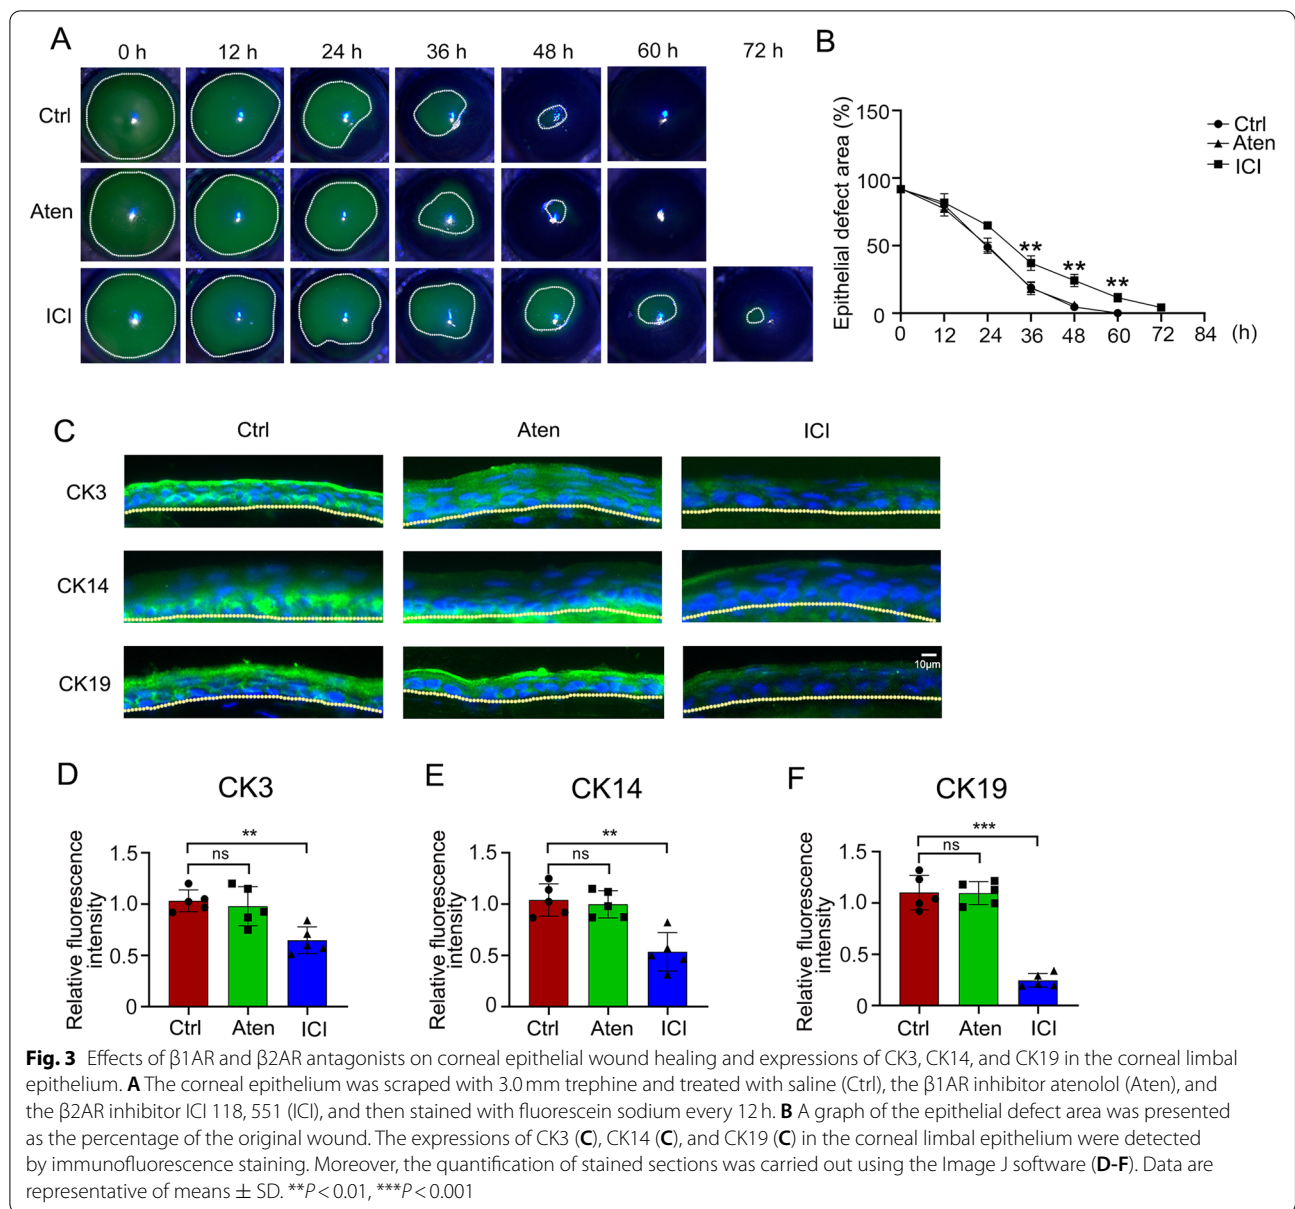 A
0 h 12 h 24 h 36 h 48 h 60 h 72 h
Ctrl
Aten
ICI
B
Epithelial defect area (%)
150
100
50
0
0 12 24 36 48 60 72 84 (h)
** ** **
Ctrl
Aten
ICI
C
Ctrl Aten ICI
CK3
CK14
CK19
10μm
D
CK3
Relative fluorescence
intensity
1.5
1.0
0.5
0
**
ns
Ctrl Aten ICI
E
CK14
Relative fluorescence
intensity
1.5
1.0
0.5
0
**
ns
Ctrl Aten ICI
F
CK19
Relative fluorescence
intensity
1.5
1.0
0.5
0
***
ns
Ctrl Aten ICI
Fig. 3 Effects of β1AR and β2AR antagonists on corneal epithelial wound healing and expressions of CK3, CK14, and CK19 in the corneal limbal
epithelium. A The corneal epithelium was scraped with 3.0 mm trephine and treated with saline (Ctrl), the β1AR inhibitor atenolol (Aten), and
the β2AR inhibitor ICI 118, 551 (ICI), and then stained with fluorescein sodium every 12 h. B A graph of the epithelial defect area was presented
as the percentage of the original wound. The expressions of CK3 (C), CK14 (C), and CK19 (C) in the corneal limbal epithelium were detected
by immunofluorescence staining. Moreover, the quantification of stained sections was carried out using the Image J software (D-F). Data are
representative of means ± SD. **P < 0.01, ***P < 0.001